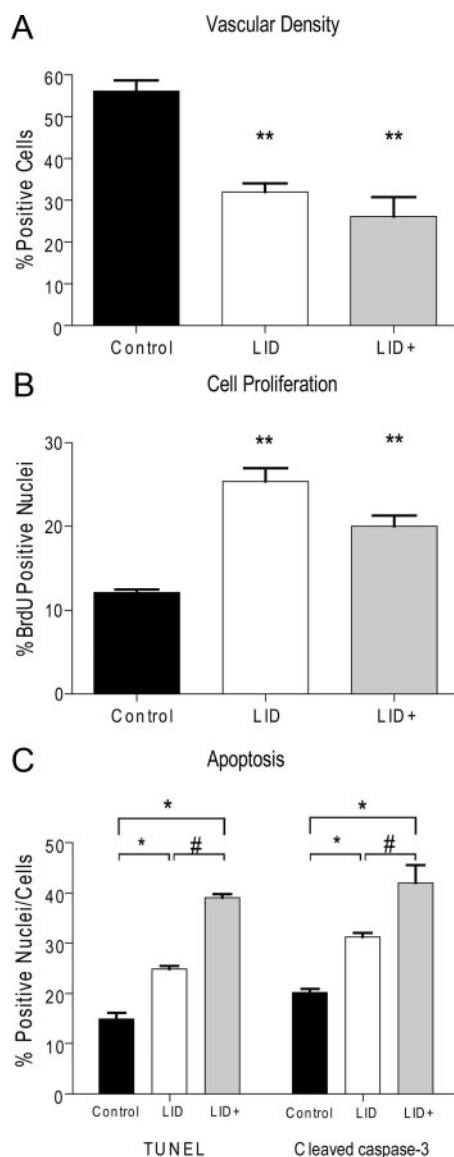 A
Vascular Density
% Positive Cells
60
50
40
30
20
10
0
** **
Control LID LID+
B
Cell Proliferation
%BrdU Positive Nuclei
30
20
10
0
** **
Control LID LID+
C
Apoptosis
% Positive Nuclei/Cells
50
40
30
20
10
0
* *
* # * #
Control LID LID+ Control LID LID+
TUNEL Cleaved caspase-3